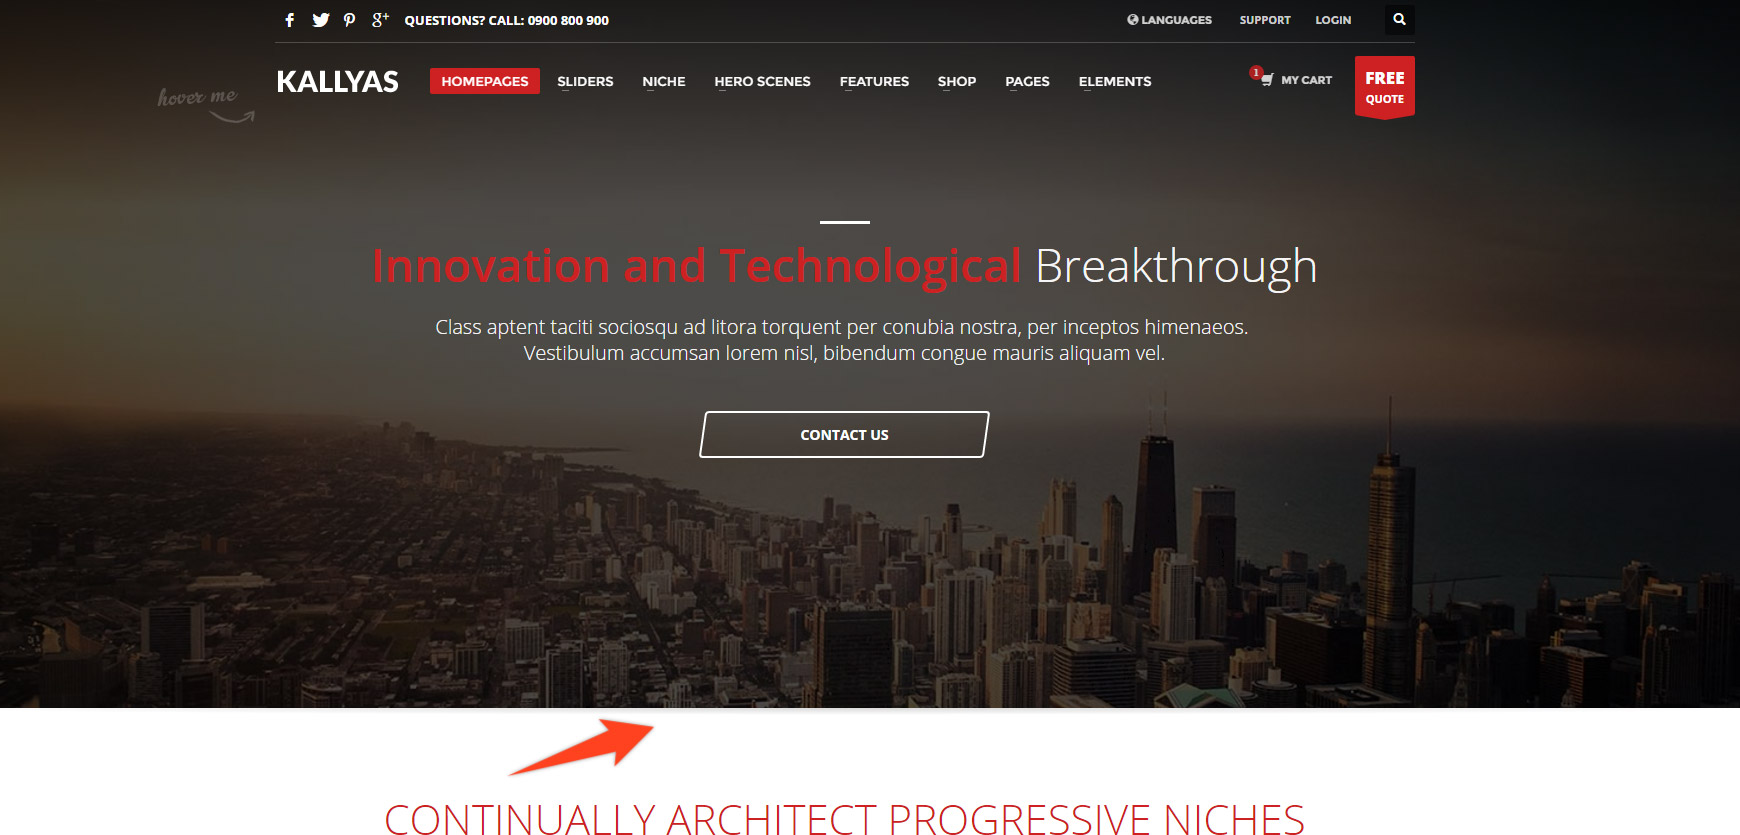 QUESTIONS? CALL: 0900 800 900
LANGUAGES SUPPORT LOGIN
hover me
KALLYAS
HOMEPAGES SLIDERS NICHE HERO SCENES FEATURES SHOP PAGES ELEMENTS
1 MY CART
FREE
QUOTE
Innovation and Technological Breakthrough
Class aptent taciti sociosqu ad litora torquent per conubia nostra, per inceptos himenaeos.
Vestibulum accumsan lorem nisl, bibendum congue mauris aliquam vel.
CONTACT US
CONTINUALLY ARCHITECT PROGRESSIVE NICHES